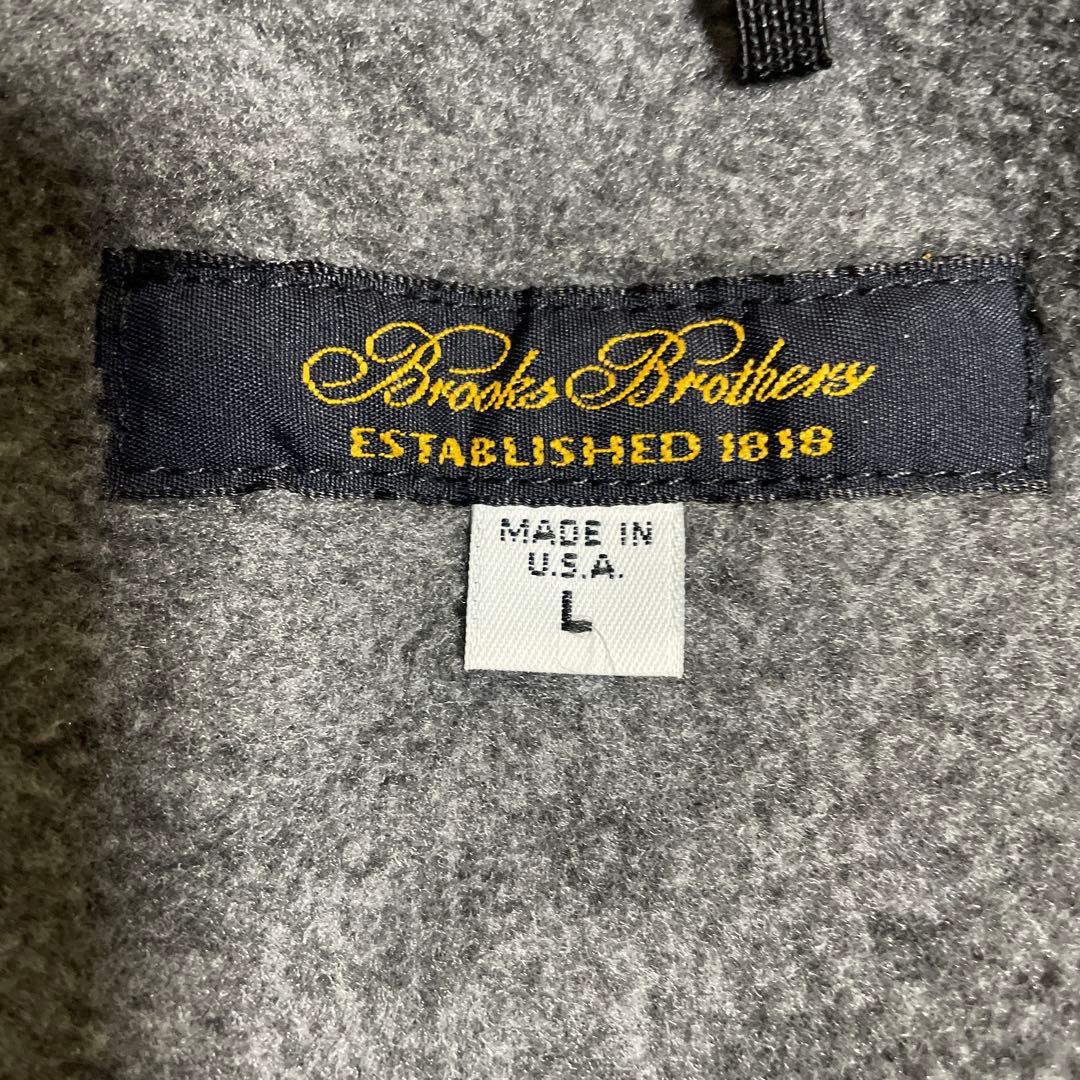 Brooks Brothers
ESTABLISHED 1818
MADE IN
U.S.A.
L